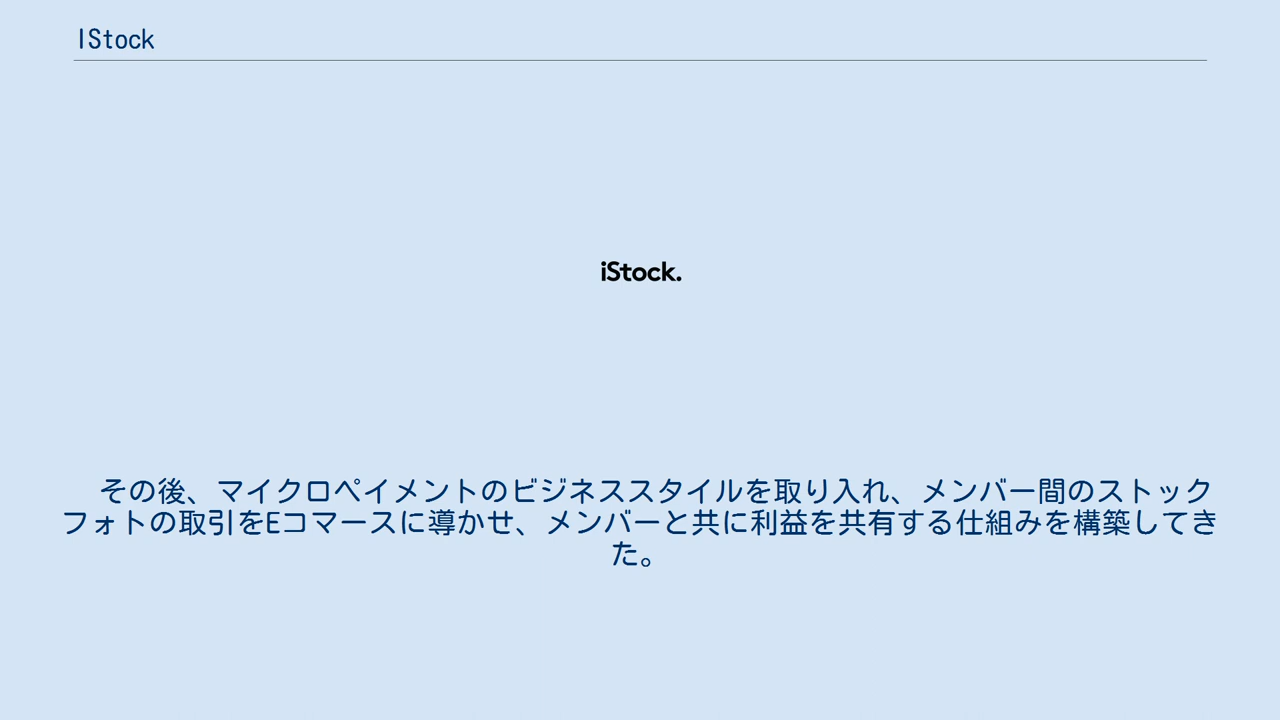 IStock
iStock.
その後、マイクロペイメントのビジネススタイルを取り入れ、メンバー間のストック
フォトの取引をEコマースに導かせ、メンバーと共に利益を共有する仕組みを構築してき
た。